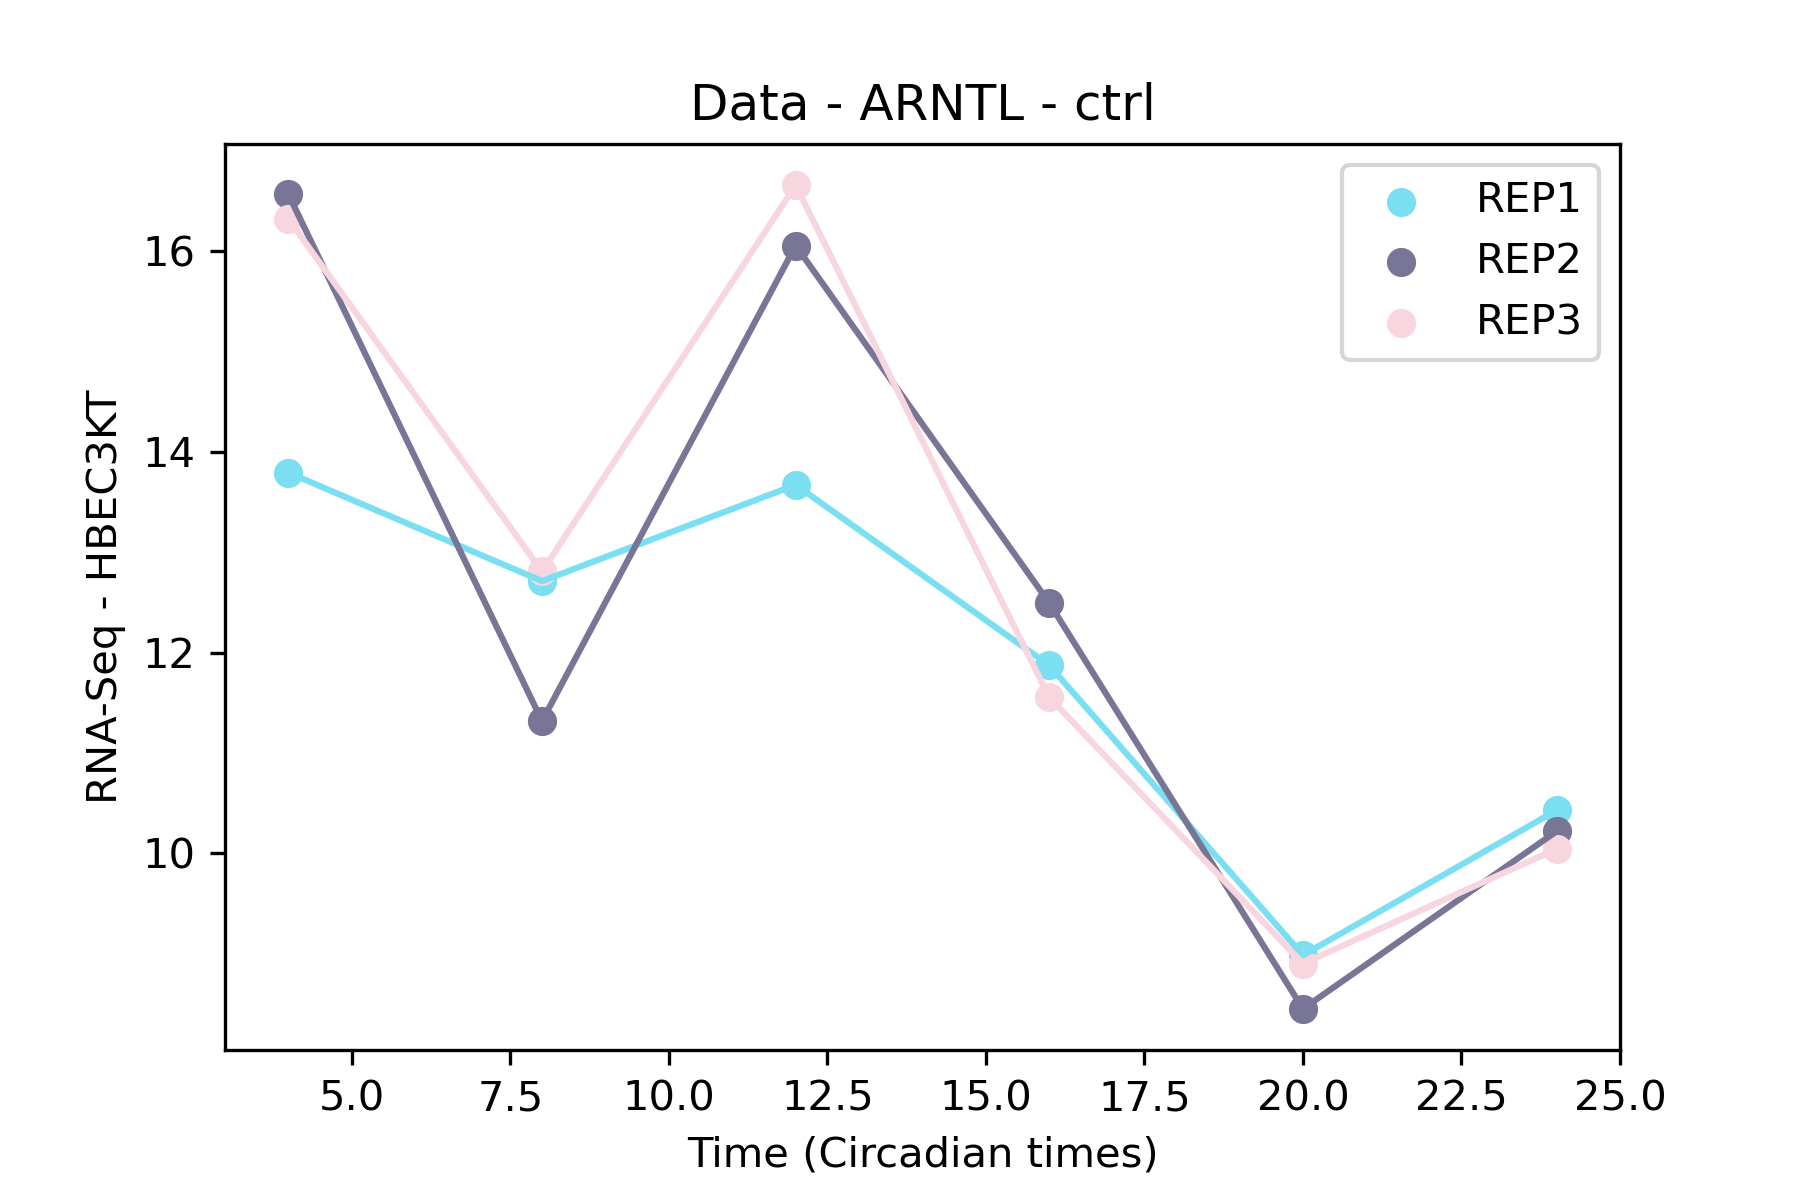 Data - ARNTL - ctrl
REP1
REP2
REP3
RNA-Seq - HBEC3KT
16
14
12
10
5.0 7.5 10.0 12.5 15.0 17.5 20.0 22.5 25.0
Time (Circadian times)